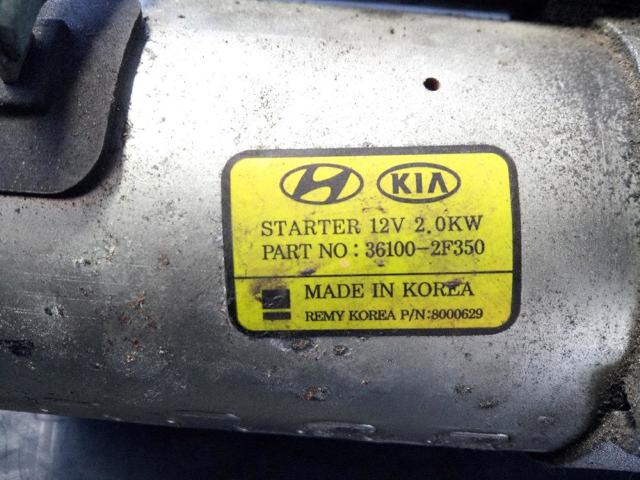 KIA
STARTER 12V 2.0KW
PART NO : 36100-2F350
MADE IN KOREA
REMY KOREA P/N:8000629